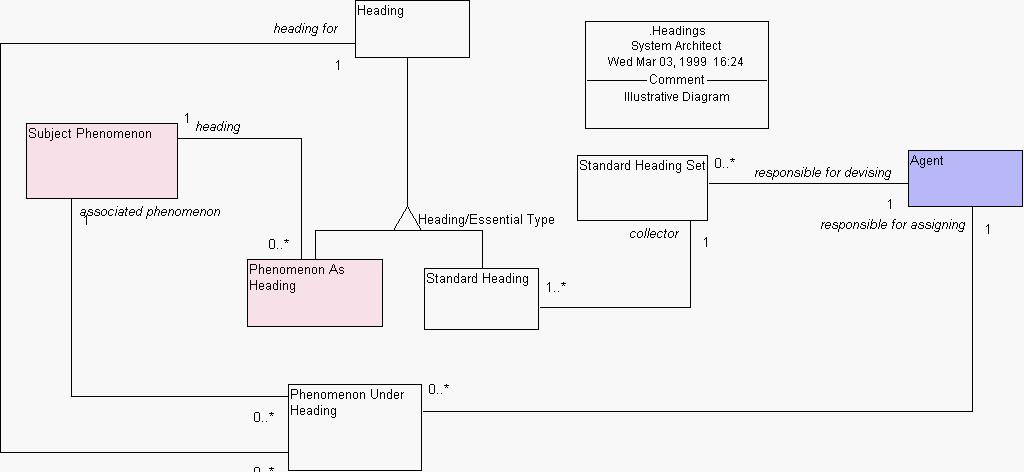 Heading
heading for
1
.Headings
System Architect
Wed Mar 03, 1999 16:24
Comment
Illustrative Diagram
Subject Phenomenon
1
heading
Standard Heading Set
0..*
responsible for devising
Agent
1
associated phenomenon
1
Heading/Essential Type
responsible for assigning
1
collector
1
0..*
Phenomenon As
Heading
Standard Heading
1..*
Phenomenon Under
Heading
0..*
0..*
0..*